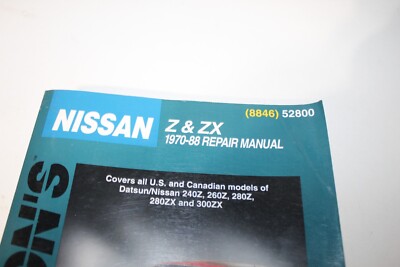 (8846) 52800
NISSAN
Z & ZX
1970-88 REPAIR MANUAL
Covers all U.S. and Canadian models of
Datsun/Nissan 240Z, 260Z, 280Z,
280ZX and 300ZX
ON'S